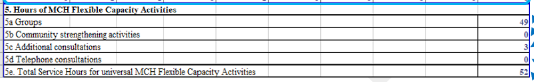 5. Hours of MCH Flexible Capacity Activities
5a Groups 49
5b Community strengthening activities 0
5c Additional consultations 3
5d Telephone consultations 0
5e. Total Service Hours for universal MCH Flexible Capacity Activities 52